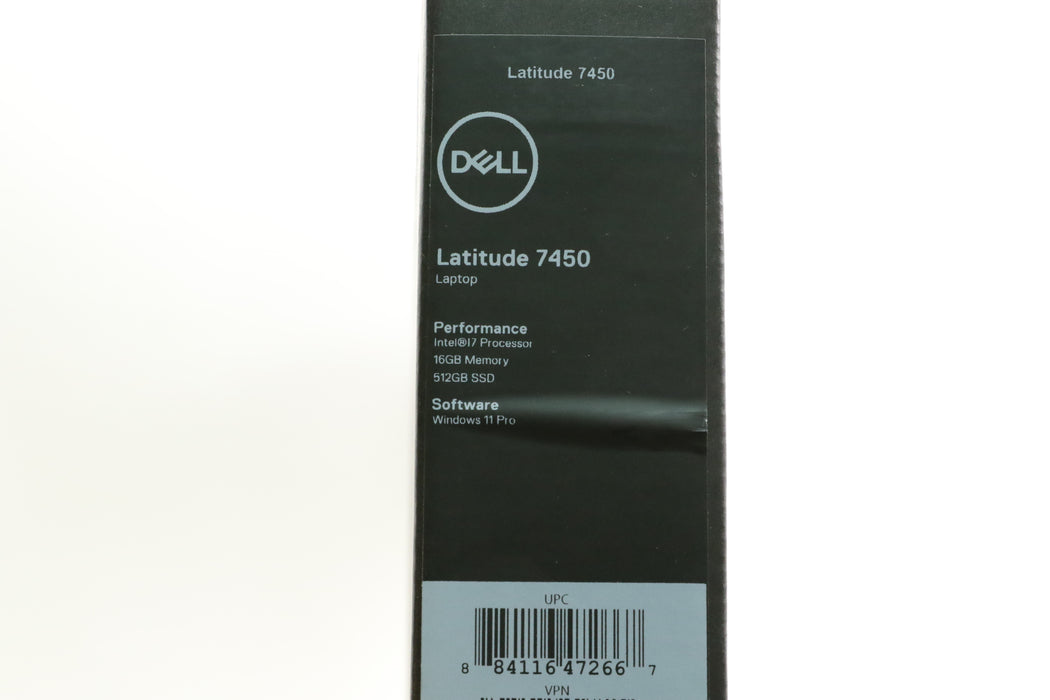 Latitude 7450
DELL
Latitude 7450
Laptop
Performance
Intel®I7 Processor
16GB Memory
512GB SSD
Software
Windows 11 Pro
UPC
8 84116 47266 7
VPN